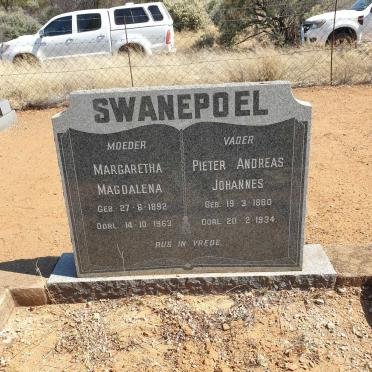 SWANEPOEL
MOEDER
MARGARETHA
MAGDALENA
GEB. 27-6-1892
OORL. 14-10-1963
VADER
PIETER ANDREAS
JOHANNES
GEB. 19-3-1880
OORL. 20-2-1934
RUS IN VREDE